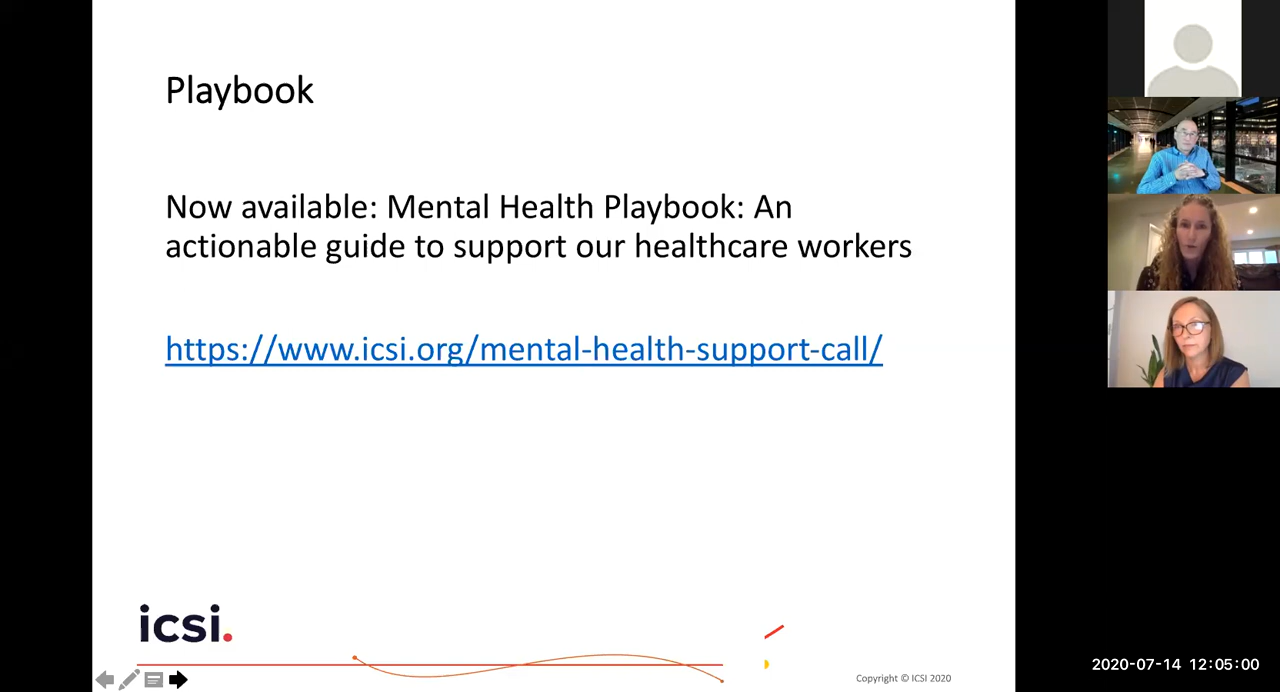 Playbook
Now available: Mental Health Playbook: An
actionable guide to support our healthcare workers
https://www.icsi.org/mental-health-support-call/
icsi.
Copyright © ICSI 2020
2020-07-14 12:05:00